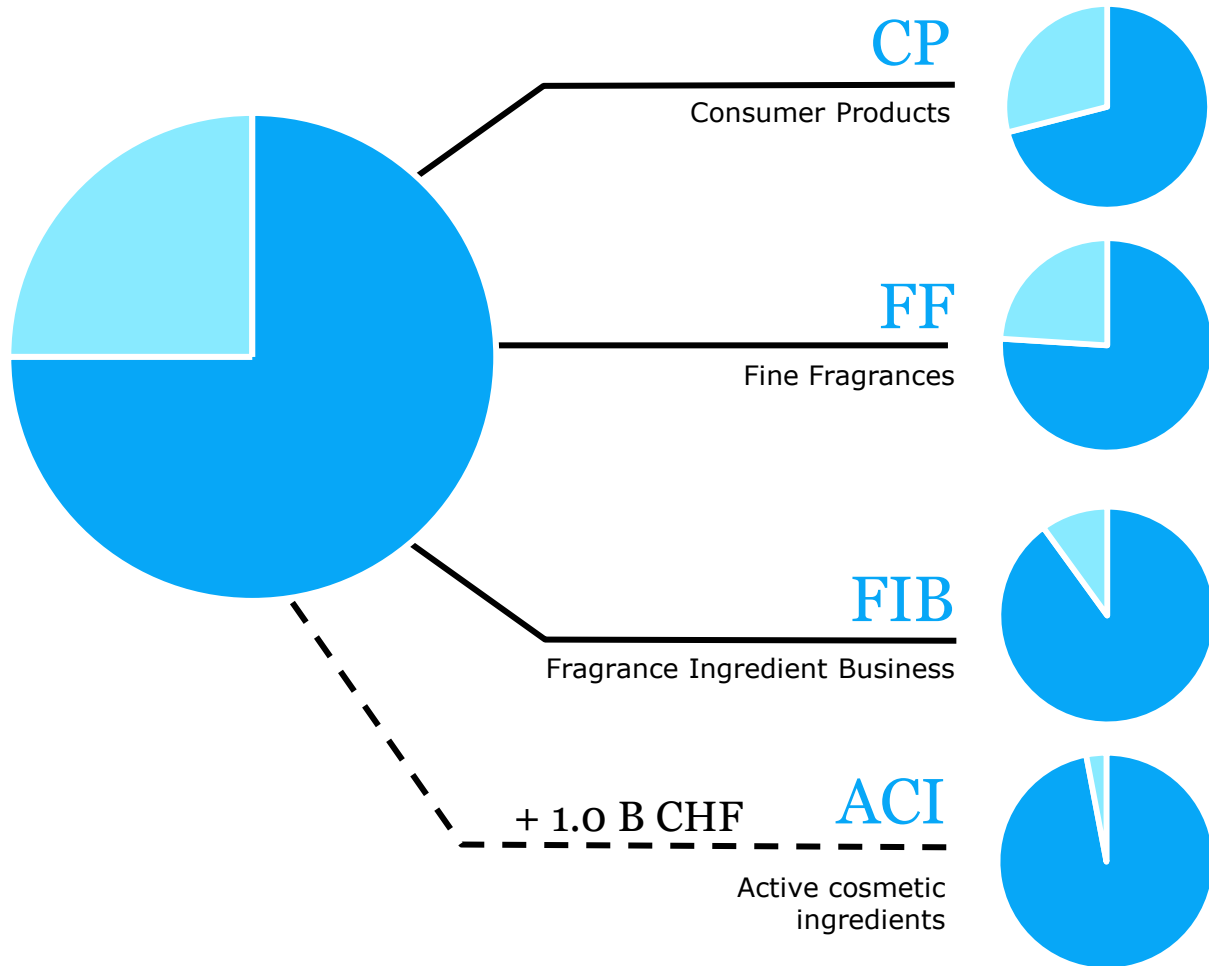 CP
Consumer Products
FF
Fine Fragrances
FIB
Fragrance Ingredient Business
+ 1.0 B CHF
ACI
Active cosmetic
ingredients